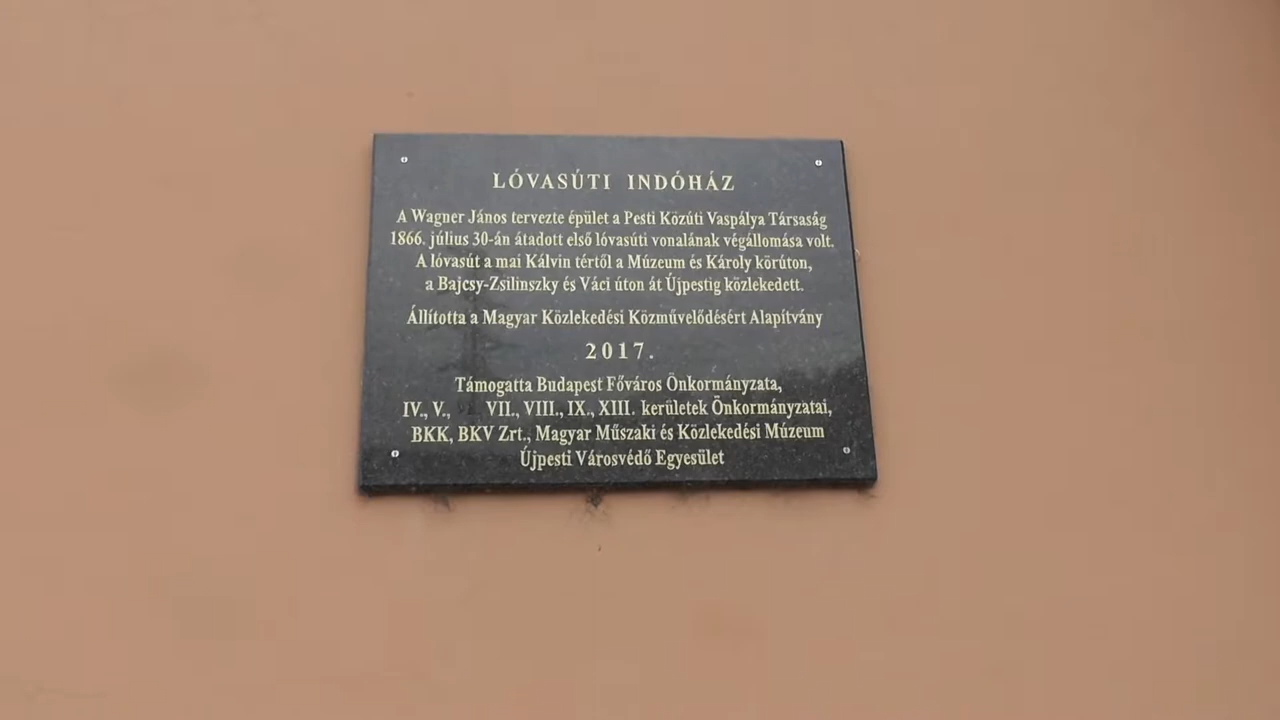 LÓVASÚTI INDÓHÁZ
A Wagner János tervezte épület a Pesti Közúti Vaspálya Társaság
1866. július 30-án átadott első lóvasúti vonalának végállomása volt.
A lóvasút a mai Kálvin tértől a Múzeum és Károly körúton,
a Bajcsy-Zsilinszky és Váci úton át Újpestig közlekedett.
Állította a Magyar Közlekedési Közművelődésért Alapítvány
2017.
Támogatta Budapest Főváros Önkormányzata,
IV., V., VII., VIII., IX., XIII. kerületek Önkormányzatai,
BKK, BKV Zrt., Magyar Műszaki és Közlekedési Múzeum
Újpesti Városvédő Egyesület